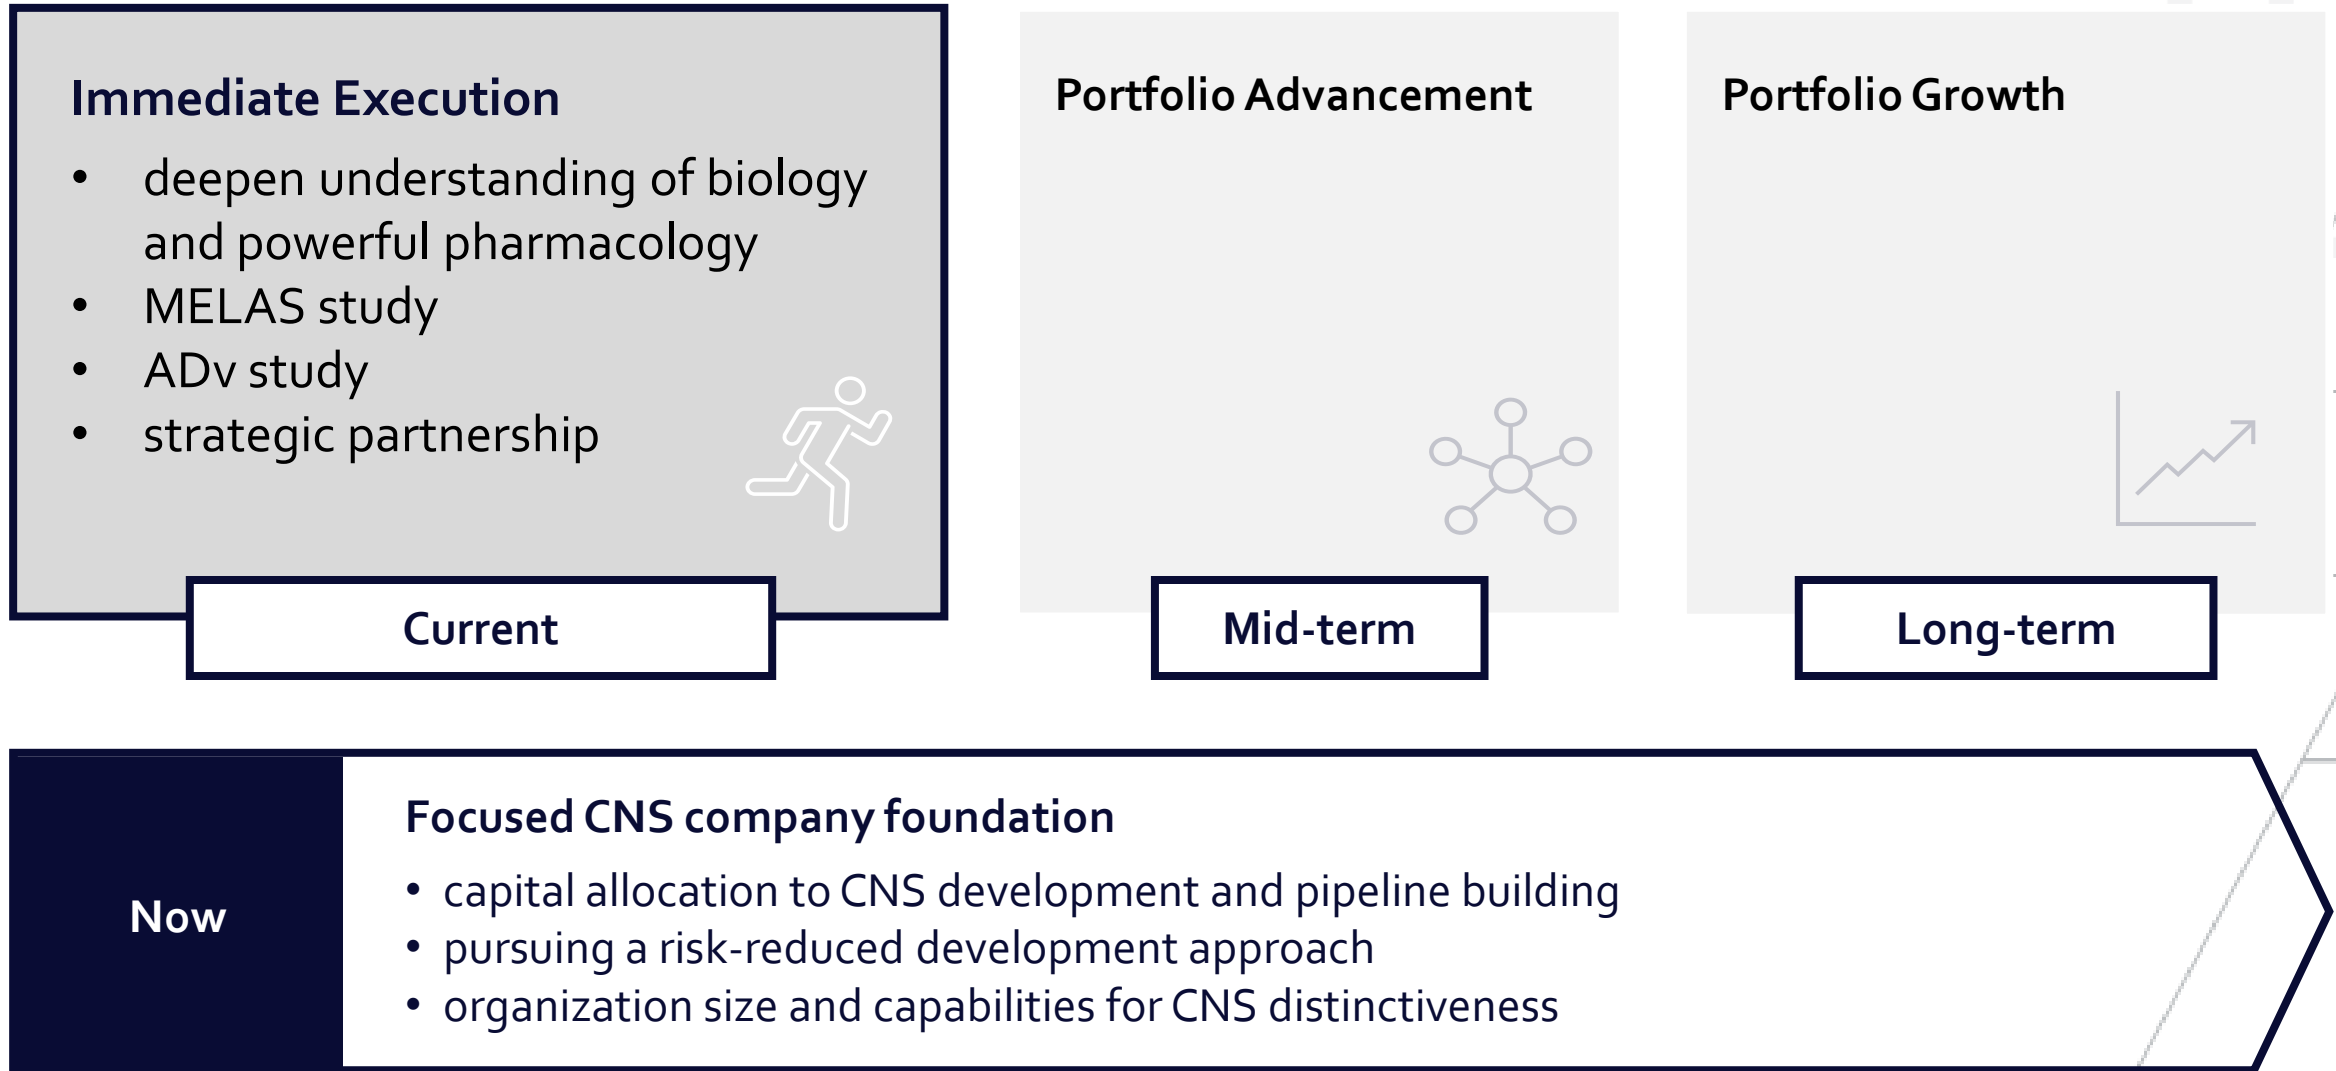 Immediate Execution
• deepen understanding of biology
and powerful pharmacology
• MELAS study
• ADv study
• strategic partnership
Current
Portfolio Advancement
Mid-term
Portfolio Growth
Long-term
Now
Focused CNS company foundation
• capital allocation to CNS development and pipeline building
• pursuing a risk-reduced development approach
• organization size and capabilities for CNS distinctiveness